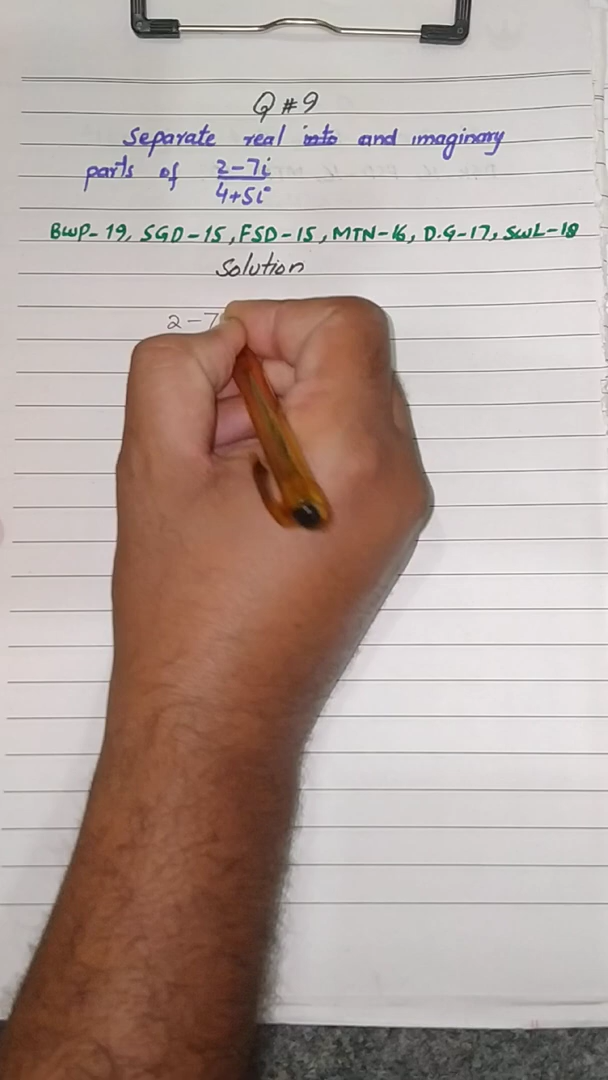 Q #9
Separate real into and imaginary
parts of 2-7i/4+5i
BWP-19, SGD-15, FSD-15, MTN-16, D.G-17, SWL-18
Solution
2-7